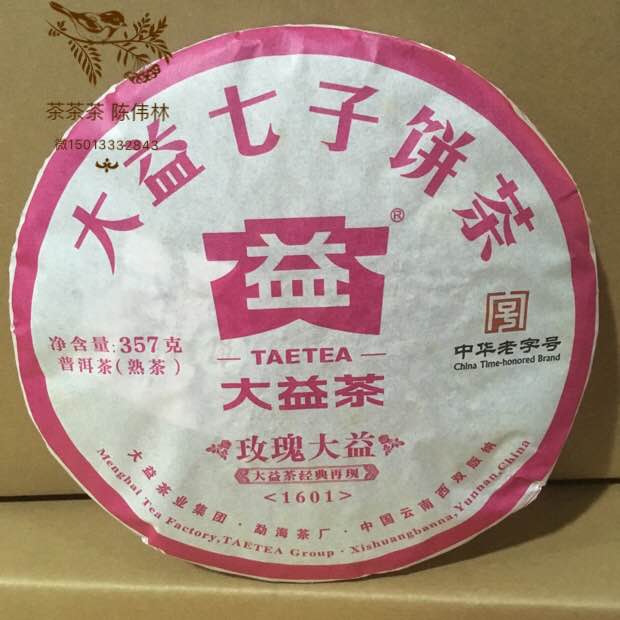 茶茶茶 陈伟林
微15013332843
大益七子饼茶
益
®
TAETEA
大益茶
净含量:357克
普洱茶(熟茶)
号
中华老字号
China Time-honored Brand
玫瑰大益
《大益茶经典再现》
<1601>
大益茶业集团·勐海茶厂·中国云南西双版纳
Menghai Tea Factory,TAETEA Group·Xishuangbanna,Yunnan,China